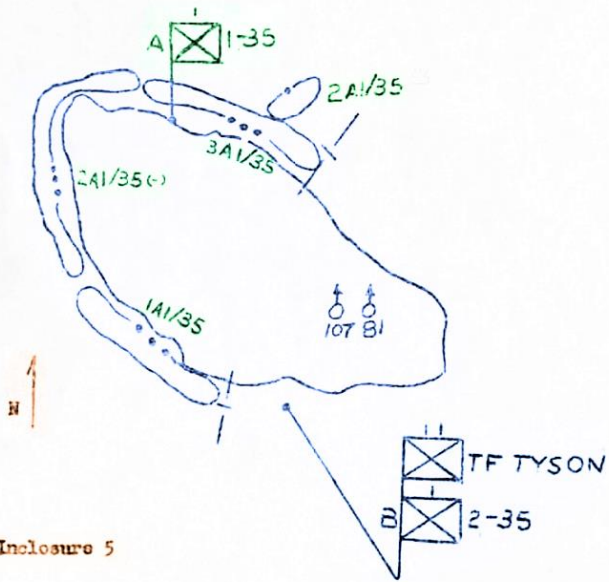 A 1-35
2A1/35
3A1/35
2A1/35(-)
1A1/35
107 81
N
TF TYSON
B 2-35
Inclosure 5